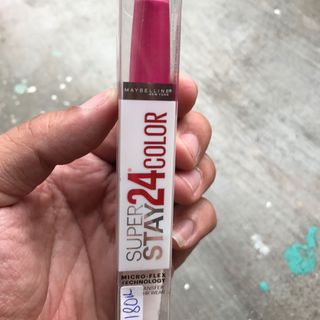 MAYBELLINE
NEW YORK
SUPER
STAY
24
COLOR
MICRO-FLEX
TECHNOLOGY